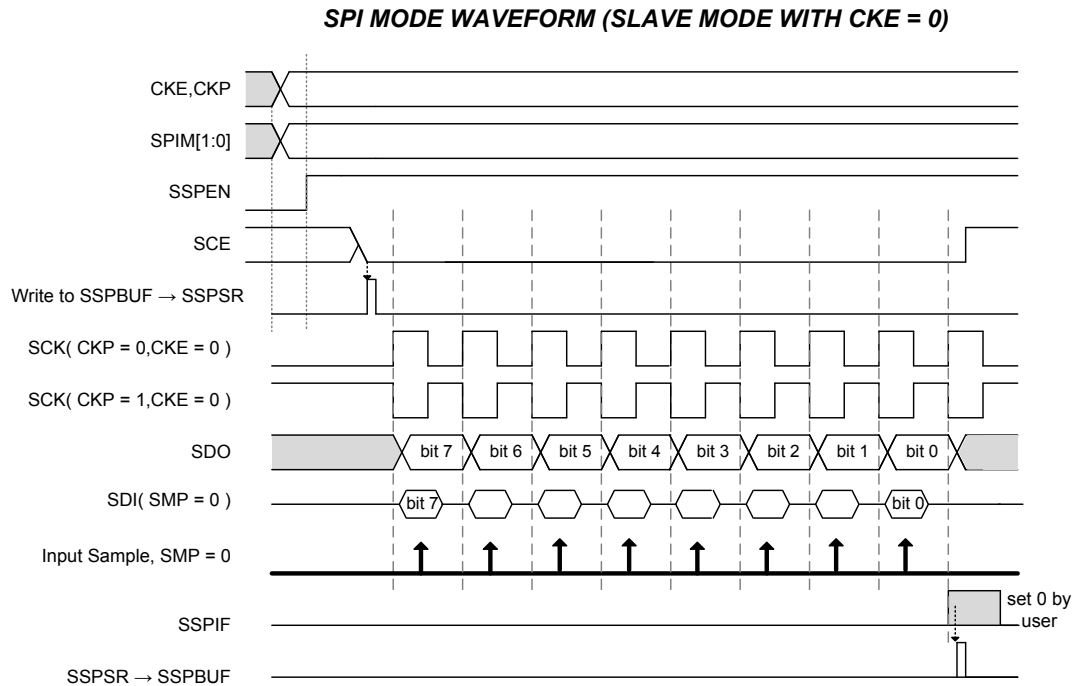 SPI MODE WAVEFORM (SLAVE MODE WITH CKE = 0)
CKE,CKP
SPIM[1:0]
SSPEN
SCE
Write to SSPBUF → SSPSR
SCK( CKP = 0,CKE = 0 )
SCK( CKP = 1,CKE = 0 )
SDO bit 7 bit 6 bit 5 bit 4 bit 3 bit 2 bit 1 bit 0
SDI( SMP = 0 ) bit 7 bit 0
Input Sample, SMP = 0
SSPIF set 0 by
user
SSPSR → SSPBUF